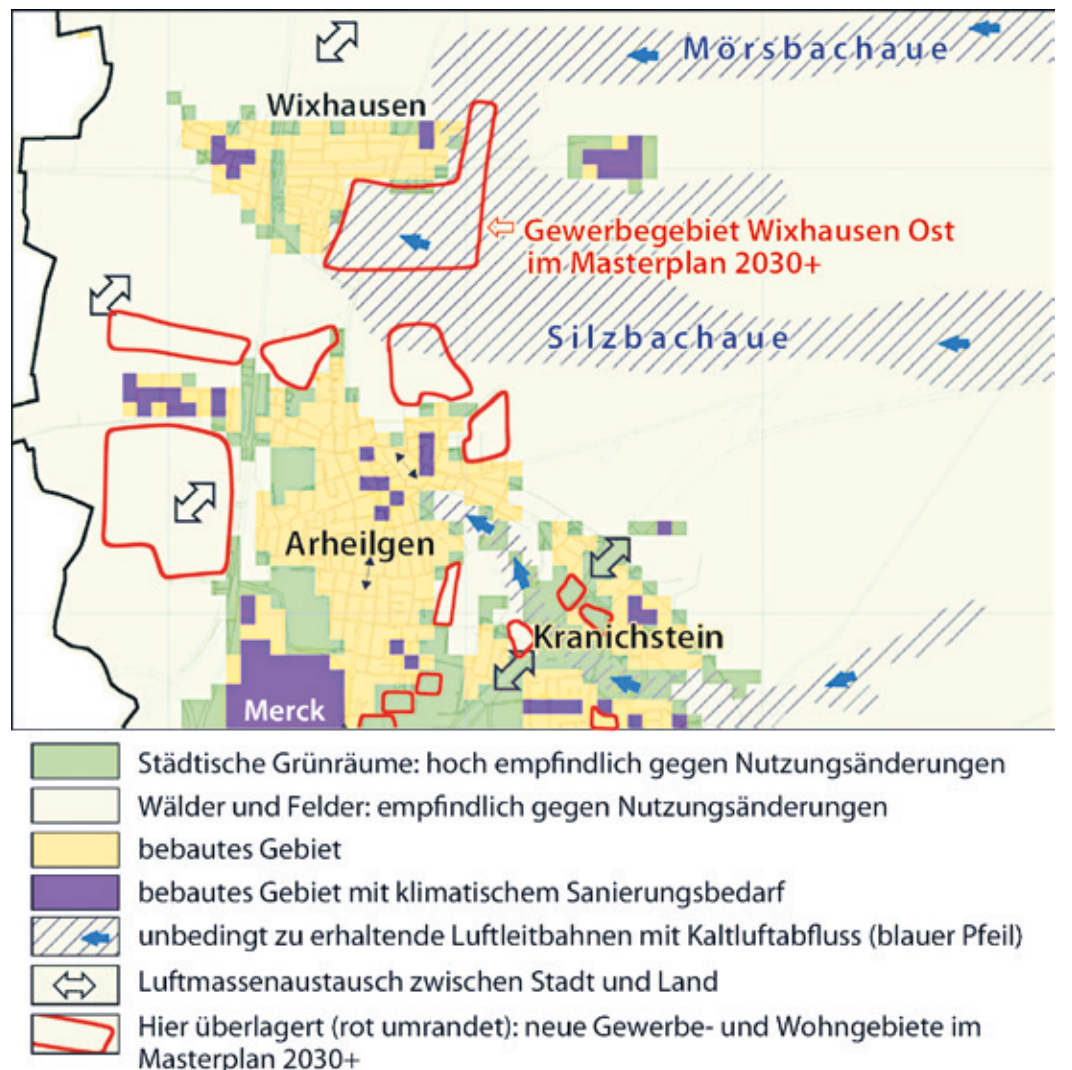 Mörsbachaue
Wixhausen
⇦ Gewerbegebiet Wixhausen Ost
im Masterplan 2030+
Silzbachaue
Arheilgen
Kranichstein
Merck
Städtische Grünräume: hoch empfindlich gegen Nutzungsänderungen
Wälder und Felder: empfindlich gegen Nutzungsänderungen
bebautes Gebiet
bebautes Gebiet mit klimatischem Sanierungsbedarf
unbedingt zu erhaltende Luftleitbahnen mit Kaltluftabfluss (blauer Pfeil)
Luftmassenaustausch zwischen Stadt und Land
Hier überlagert (rot umrandet): neue Gewerbe- und Wohngebiete im
Masterplan 2030+